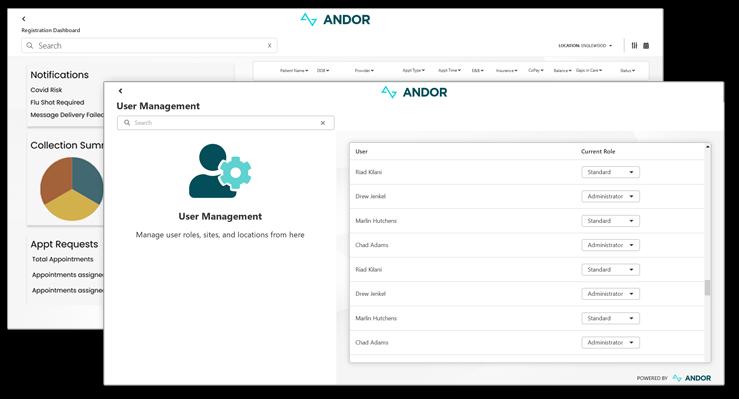 ANDOR
Registration Dashboard
Search X
LOCATION: ENGLEWOOD
Patient Name DOB Provider Appt Type Appt Time E&B Insurance CoPay Balance Gaps in Care Status
Notifications
Covid Risk
Flu Shot Required
Message Delivery Failed
Collection Summ
Appt Requests
Total Appointments
Appointments assigne
Appointments assigne
ANDOR
User Management
Search
User Management
Manage user roles, sites, and locations from here
User Current Role
Riad Kilani Standard
Drew Jenkel Administrator
Marlin Hutchens Standard
Chad Adams Administrator
Riad Kilani Standard
Drew Jenkel Administrator
Marlin Hutchens Standard
Chad Adams Administrator
POWERED BY ANDOR